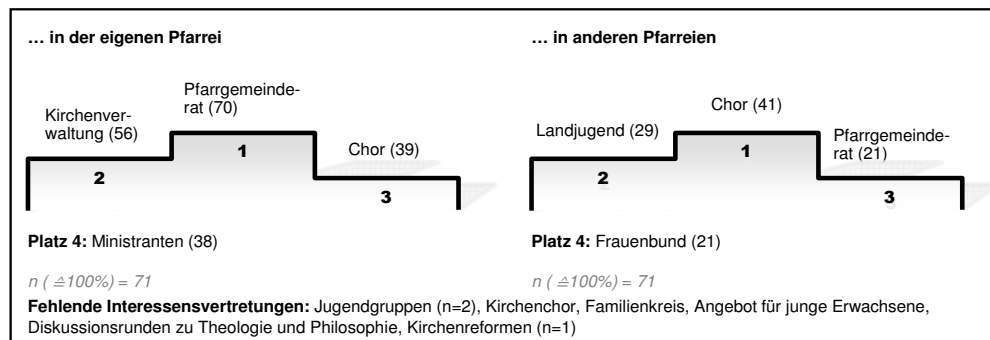 … in der eigenen Pfarrei
Pfarrgemeinde-
rat (70)
Kirchenver-
waltung (56)
Chor (39)
1
2
3
Platz 4: Ministranten (38)
n ( ≙100%) = 71
… in anderen Pfarreien
Chor (41)
Landjugend (29)
Pfarrgemeinde-
rat (21)
1
2
3
Platz 4: Frauenbund (21)
n ( ≙100%) = 71
Fehlende Interessensvertretungen: Jugendgruppen (n=2), Kirchenchor, Familienkreis, Angebot für junge Erwachsene,
Diskussionsrunden zu Theologie und Philosophie, Kirchenreformen (n=1)